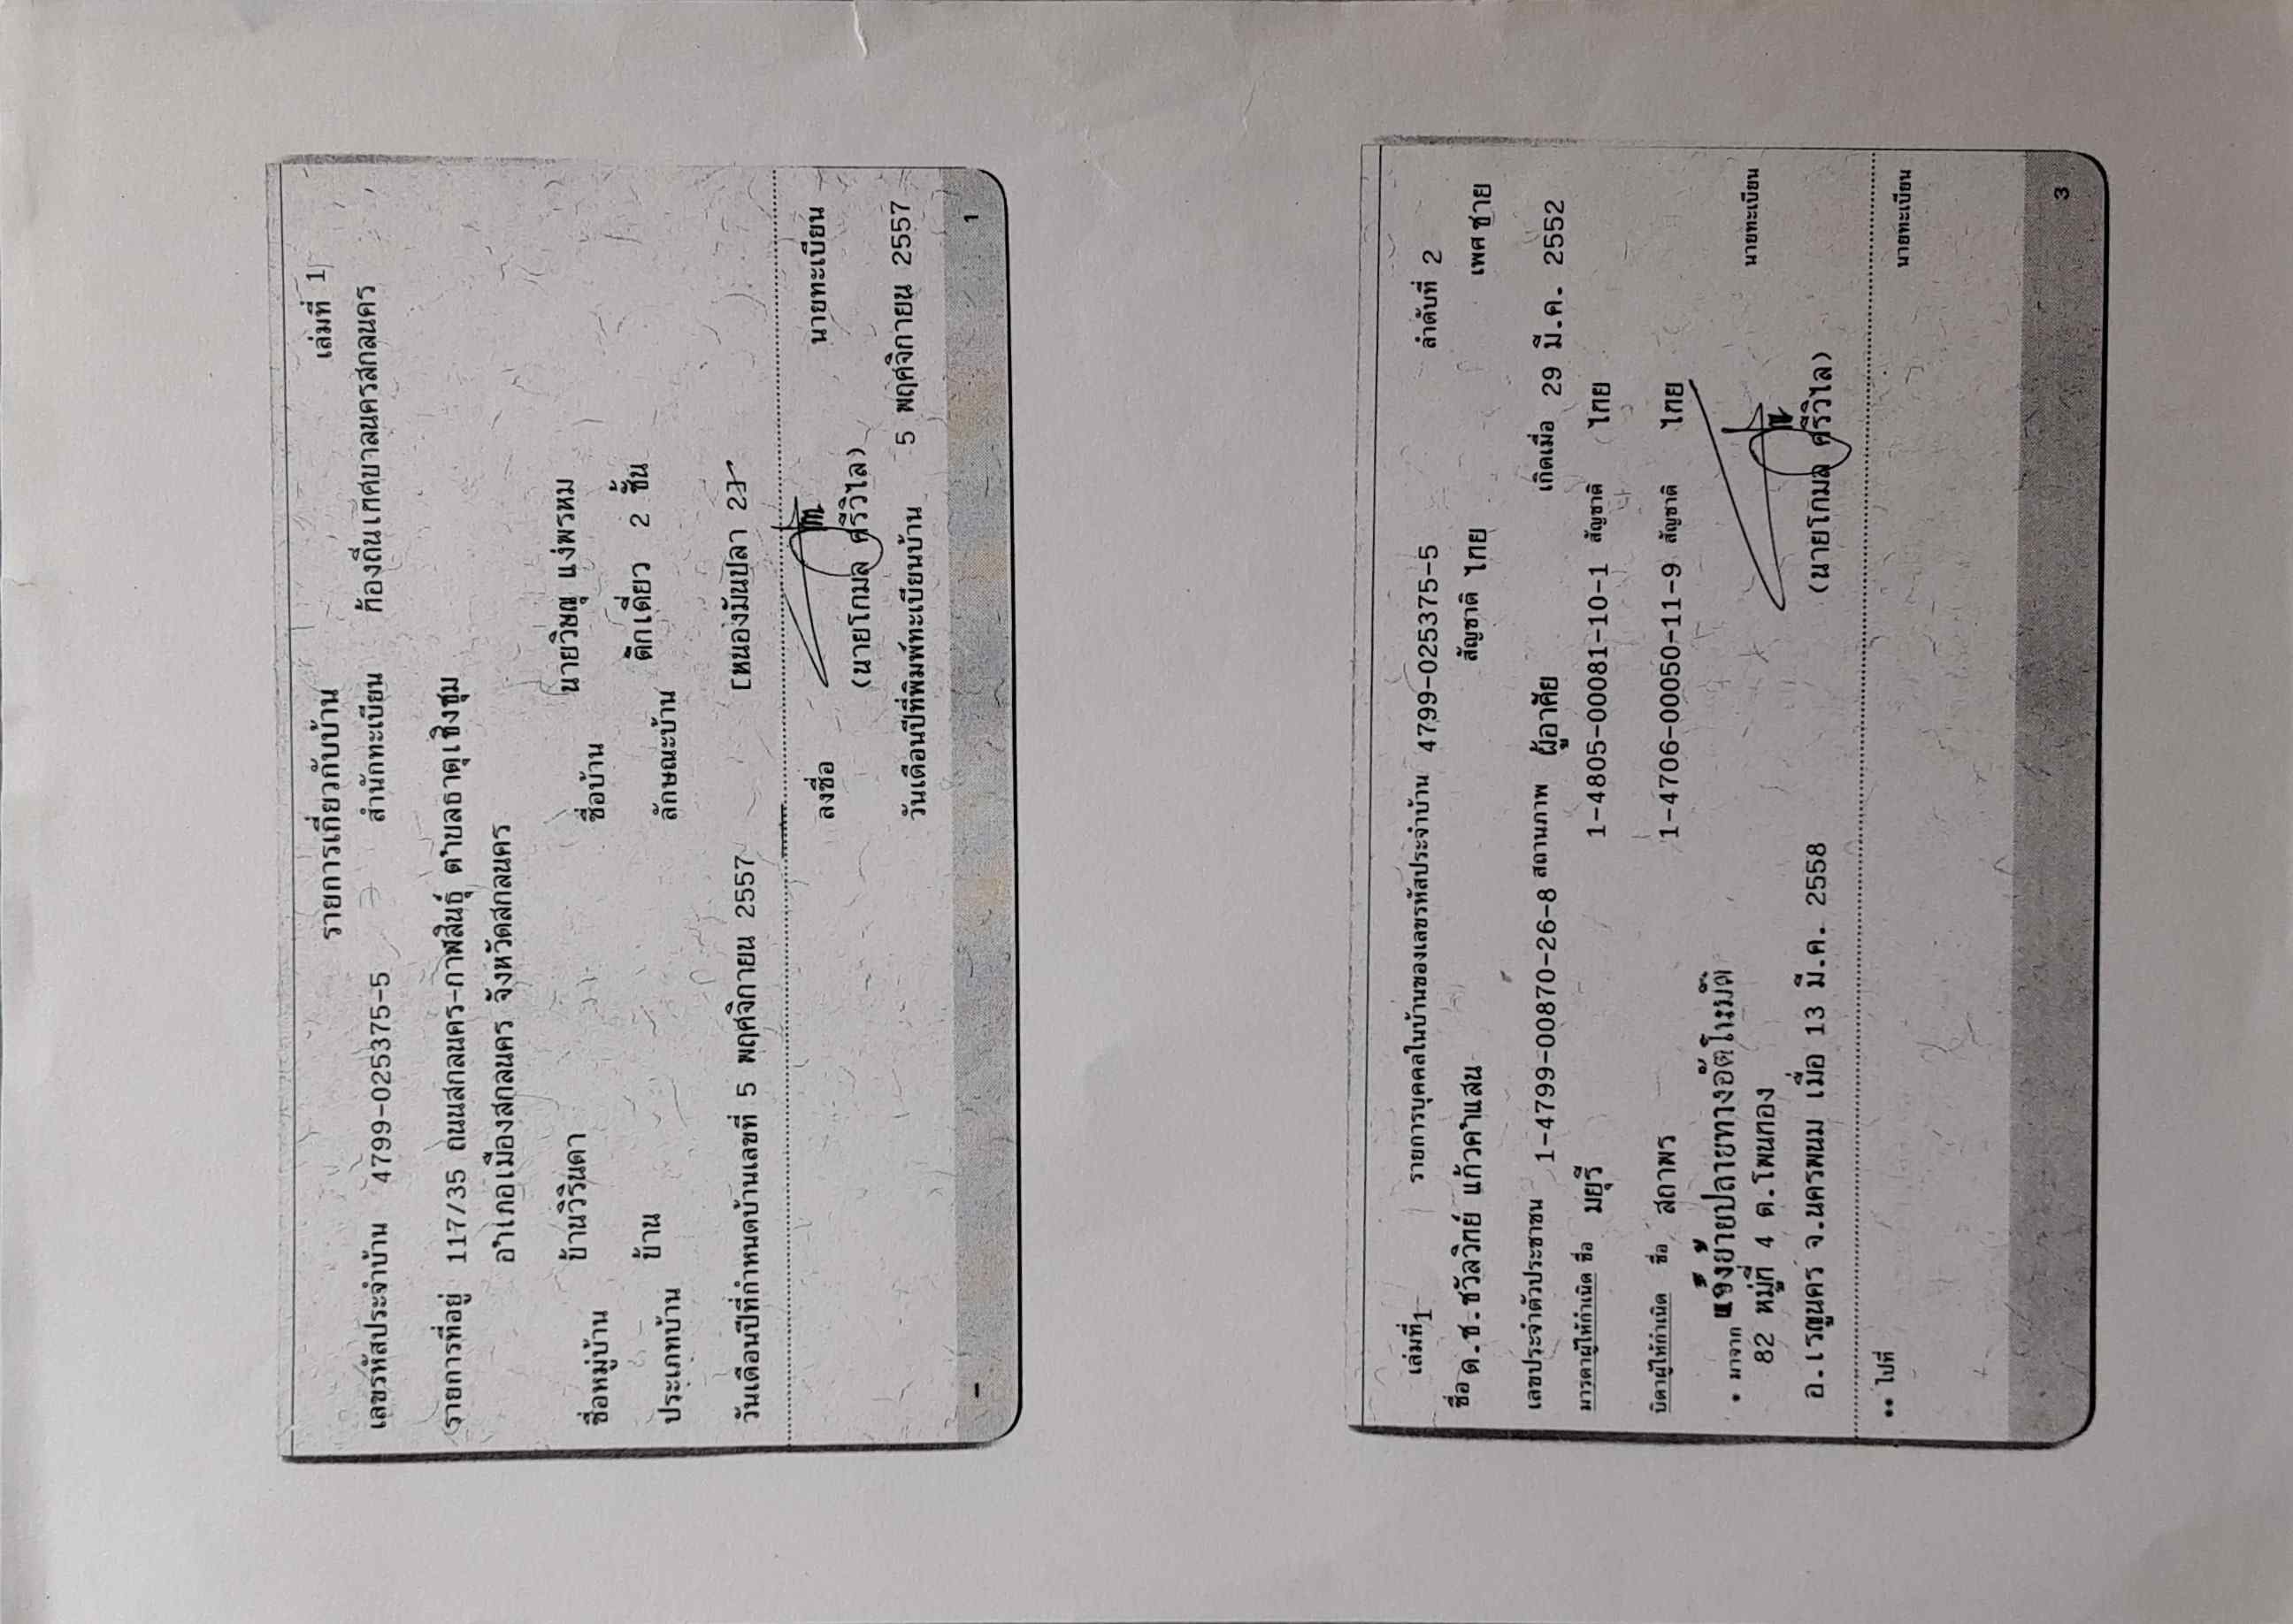 รายการเกี่ยวกับบ้าน เล่มที่ 1
เลขรหัสประจำบ้าน 4799-025375-5 สำนักทะเบียน ท้องถิ่นเทศบาลนครสกลนคร
รายการที่อยู่ 117/35 ถนนสกลนคร-กาฬสินธุ์ ตำบลธาตุเชิงชุม
อำเภอเมืองสกลนคร จังหวัดสกลนคร
ชื่อหมู่บ้าน บ้านวิรินดา ชื่อบ้าน นายวิษณุ แง่พรหม
ประเภทบ้าน บ้าน ลักษณะบ้าน ตึกเดี่ยว 2 ชั้น
วันเดือนปีที่กำหนดบ้านเลขที่ 5 พฤศจิกายน 2557 [หนองมันปลา
ลงชื่อ นายทะเบียน
(นายโกมล ศรีวิไล)
วันเดือนปีที่พิมพ์ทะเบียนบ้าน 5 พฤศจิกายน 2557
1
เล่มที่ 1 รายการบุคคลในบ้านของเลขรหัสประจำบ้าน 4799-025375-5 ลำดับที่ 2
ชื่อ ด.ช.ชวัลวิทย์ แก้วคำแสน สัญชาติ ไทย เพศ ชาย
เลขประจำตัวประชาชน 1-4799-00870-26-8 สถานภาพ ผู้อาศัย เกิดเมื่อ 29 มี.ค. 2552
มารดาผู้ให้กำเนิด ชื่อ มยุรี 1-4805-00081-10-1 สัญชาติ ไทย
บิดาผู้ให้กำเนิด ชื่อ สถาพร 1-4706-00050-11-9 สัญชาติ ไทย
* มาจาก แจ้งย้ายปลายทางอัตโนมัติ
82 หมู่ที่ 4 ต.โพนทอง นายทะเบียน
อ.เรณูนคร จ.นครพนม เมื่อ 13 มี.ค. 2558 (นายโกมล ศรีวิไล)
** ไปที่ นายทะเบียน
3